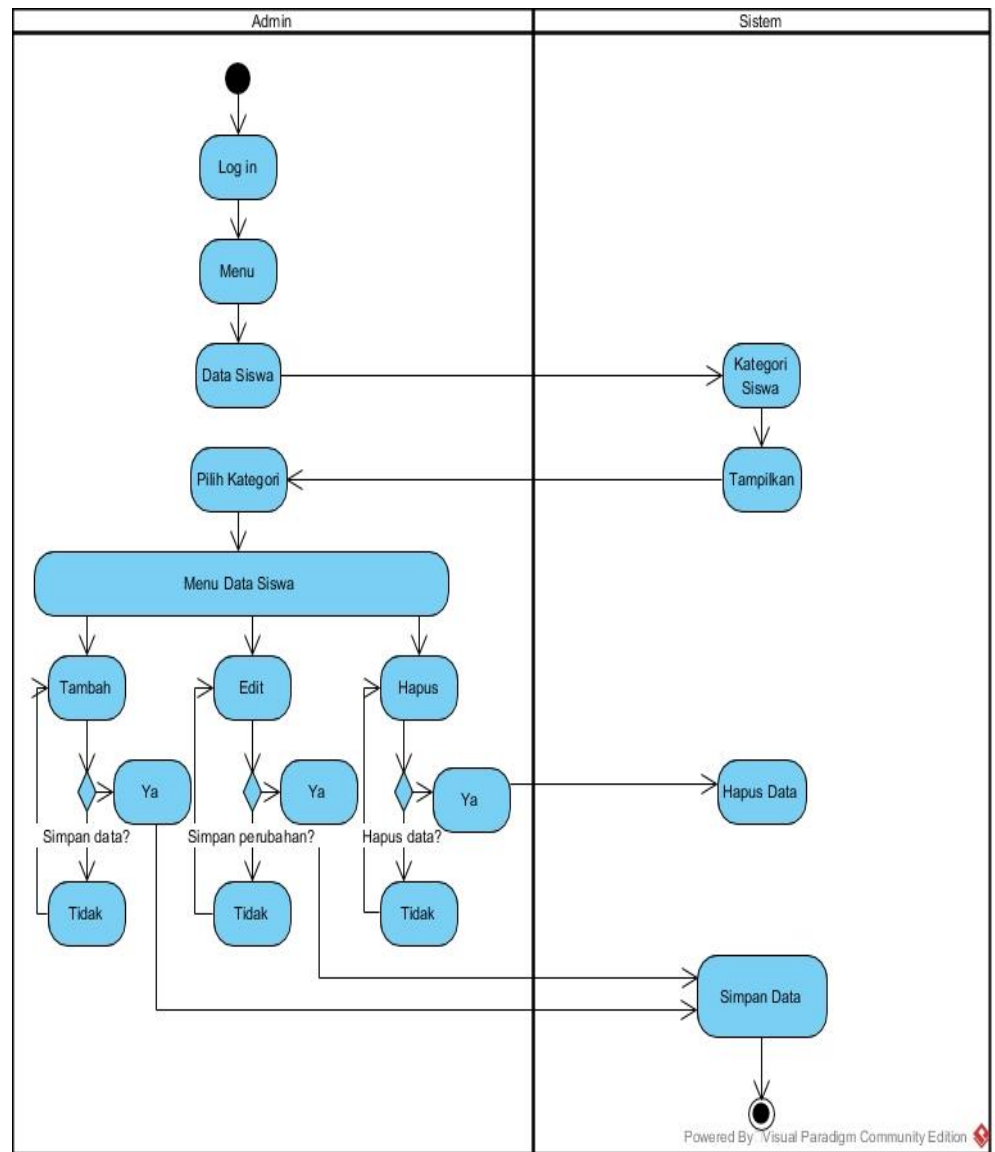 Admin
Sistem
Log in
Menu
Data Siswa
Kategori
Siswa
Pilih Kategori
Tampilkan
Menu Data Siswa
Tambah
Edit
Hapus
Ya
Ya
Ya
Hapus Data
Simpan data?
Simpan perubahan?
Hapus data?
Tidak
Tidak
Tidak
Simpan Data
Powered By Visual Paradigm Community Edition